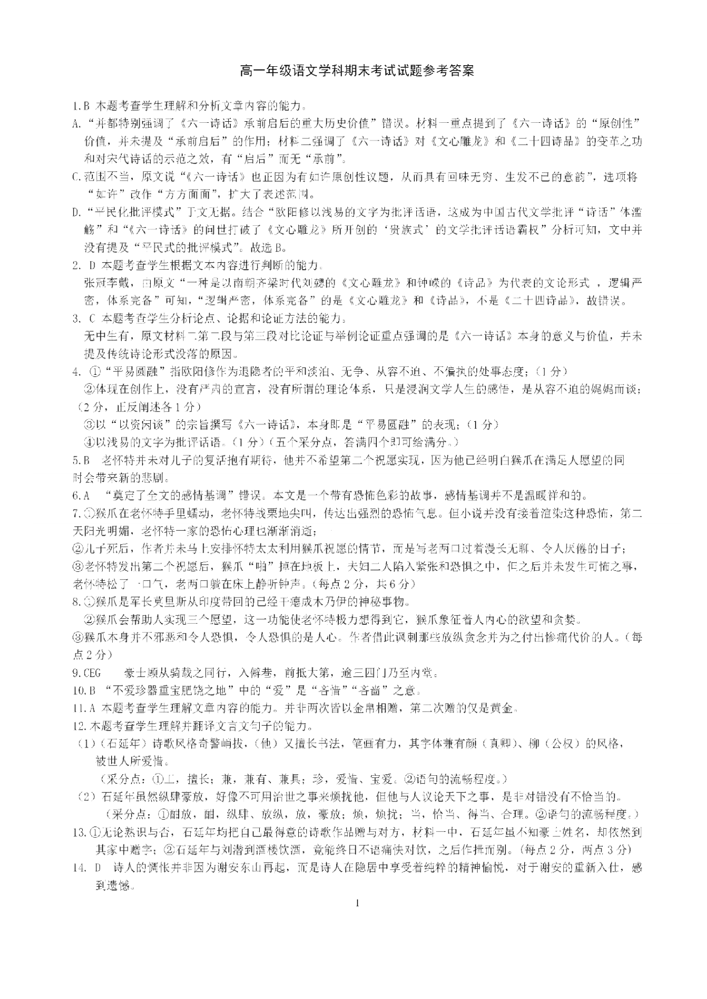 高一年级语文学科期末考试试题参考答案
1.B 本题考查学生理解和分析文章内容的能力。
A.“并都特别强调了《六一诗话》承前启后的重大历史价值”错误。材料一重点提到了《六一诗话》的“原创性”
价值，并未提及“承前启后”的作用；材料二强调了《六一诗话》对《文心雕龙》和《二十四诗品》的变革之功
和对宋代诗话的示范之效，有“启后”而无“承前”。
C.范围不当，原文说“《六一诗话》也正因为有如许原创性议题，从而具有回味无穷、生发不已的意韵”，选项将
“如许”改作“方方面面”，扩大了表述范围。
D.“平民化批评模式”于文无据。结合“欧阳修以浅易的文字为批评话语，这成为中国古代文学批评“诗话”体滥
觞”和“《六一诗话》的问世打破了《文心雕龙》所开创的‘贵族式’的文学批评话语霸权”分析可知，文中并
没有提及“平民式的批评模式”。故选 B。
2. D 本题考查学生根据文本内容进行判断的能力。
张冠李戴，由原文“一种是以南朝齐梁时代刘勰的《文心雕龙》和钟嵘的《诗品》为代表的文论形式 ，逻辑严
密，体系完备”可知，“逻辑严密，体系完备”的是《文心雕龙》和《诗品》，不是《二十四诗品》，故错误。
3. C 本题考查学生分析论点、论据和论证方法的能力。
无中生有，原文材料二第二段与第三段对比论证与举例论证重点强调的是《六一诗话》本身的意义与价值，并未
提及传统诗论形式没落的原因。
4. ①“平易圆融”指欧阳修作为退隐者的平和淡泊、无争、从容不迫、不偏执的处事态度；（1 分）
②体现在创作上，没有严肃的宣言，没有所谓的理论体系，只是浸润文学人生的感悟，是从容不迫的娓娓而谈；
（2 分，正反阐述各 1 分）
③以“以资闲谈”的宗旨撰写《六一诗话》，本身即是“平易圆融”的表现；（1 分）
④以浅易的文字为批评话语。（1 分）（五个采分点，答满四个即可给满分。）
5.B 老怀特并未对儿子的复活抱有期待，他并不希望第二个祝愿实现，因为他已经明白猴爪在满足人愿望的同
时会带来新的悲剧。
6.A “奠定了全文的感情基调”错误。本文是一个带有恐怖色彩的故事，感情基调并不是温暖祥和的。
7.①猴爪在老怀特手里蠕动，老怀特战栗地尖叫，传达出强烈的恐怖气息。但小说并没有接着渲染这种恐怖，第二
天阳光明媚，老怀特一家的恐怖心理也渐渐消逝；
②儿子死后，作者并未马上安排怀特太太利用猴爪祝愿的情节，而是写老两口过着漫长无聊、令人厌倦的日子；
③老怀特发出第二个祝愿后，猴爪“啪”掉在地板上，夫妇二人陷入紧张和恐惧之中，但之后并未发生可怖之事，
老怀特松了一口气，老两口躺在床上静听钟声。（每点 2 分，共 6 分）
8.①猴爪是军长莫里斯从印度带回的已经干瘪成木乃伊的神秘事物。
②猴爪会帮助人实现三个愿望，这一功能使老怀特极力想得到它，猴爪象征着人内心的欲望和贪婪。
③猴爪本身并不邪恶和令人恐惧，令人恐惧的是人心。作者借此讽刺那些放纵贪念并为之付出惨痛代价的人。（每
点 2 分）
9.CEG 豪士顾从骑载之同行，入僻巷，前抵大第，逾三四门乃至内堂。
10.B “不爱珍器重宝肥饶之地”中的“爱”是“吝惜”“吝啬”之意。
11.A 本题考查学生理解文章内容的能力。并非两次皆以金帛相赠，第二次赠的仅是黄金。
12.本题考查学生理解并翻译文言文句子的能力。
（1）（石延年）诗歌风格奇警峭拔，（他）又擅长书法，笔画有力，其字体兼有颜（真卿）、柳（公权）的风格，
被世人所爱惜。
（采分点：①工，擅长；兼，兼有、兼具；珍，爱惜、宝爱。②语句的流畅程度。）
（2）石延年虽然纵肆豪放，好像不可用治世之事来烦扰他，但他与人议论天下之事，是非对错没有不恰当的。
（采分点：①酣放，酣，纵肆、放纵，放，豪放；烦，烦扰；当，恰当、得当、合理。②语句的流畅程度。）
13.①无论熟识与否，石延年均把自己最得意的诗歌作品赠与对方，材料一中，石延年虽不知豪士姓名，却依然到
其家中赠字；②石延年与刘潜到酒楼饮酒，竟能终日不语痛快对饮，之后作揖而别。（每点 2 分，两点 3 分）
14. D 诗人的惆怅并非因为谢安东山再起，而是诗人在隐居中享受着纯粹的精神愉悦，对于谢安的重新入仕，感
到遗憾。
1